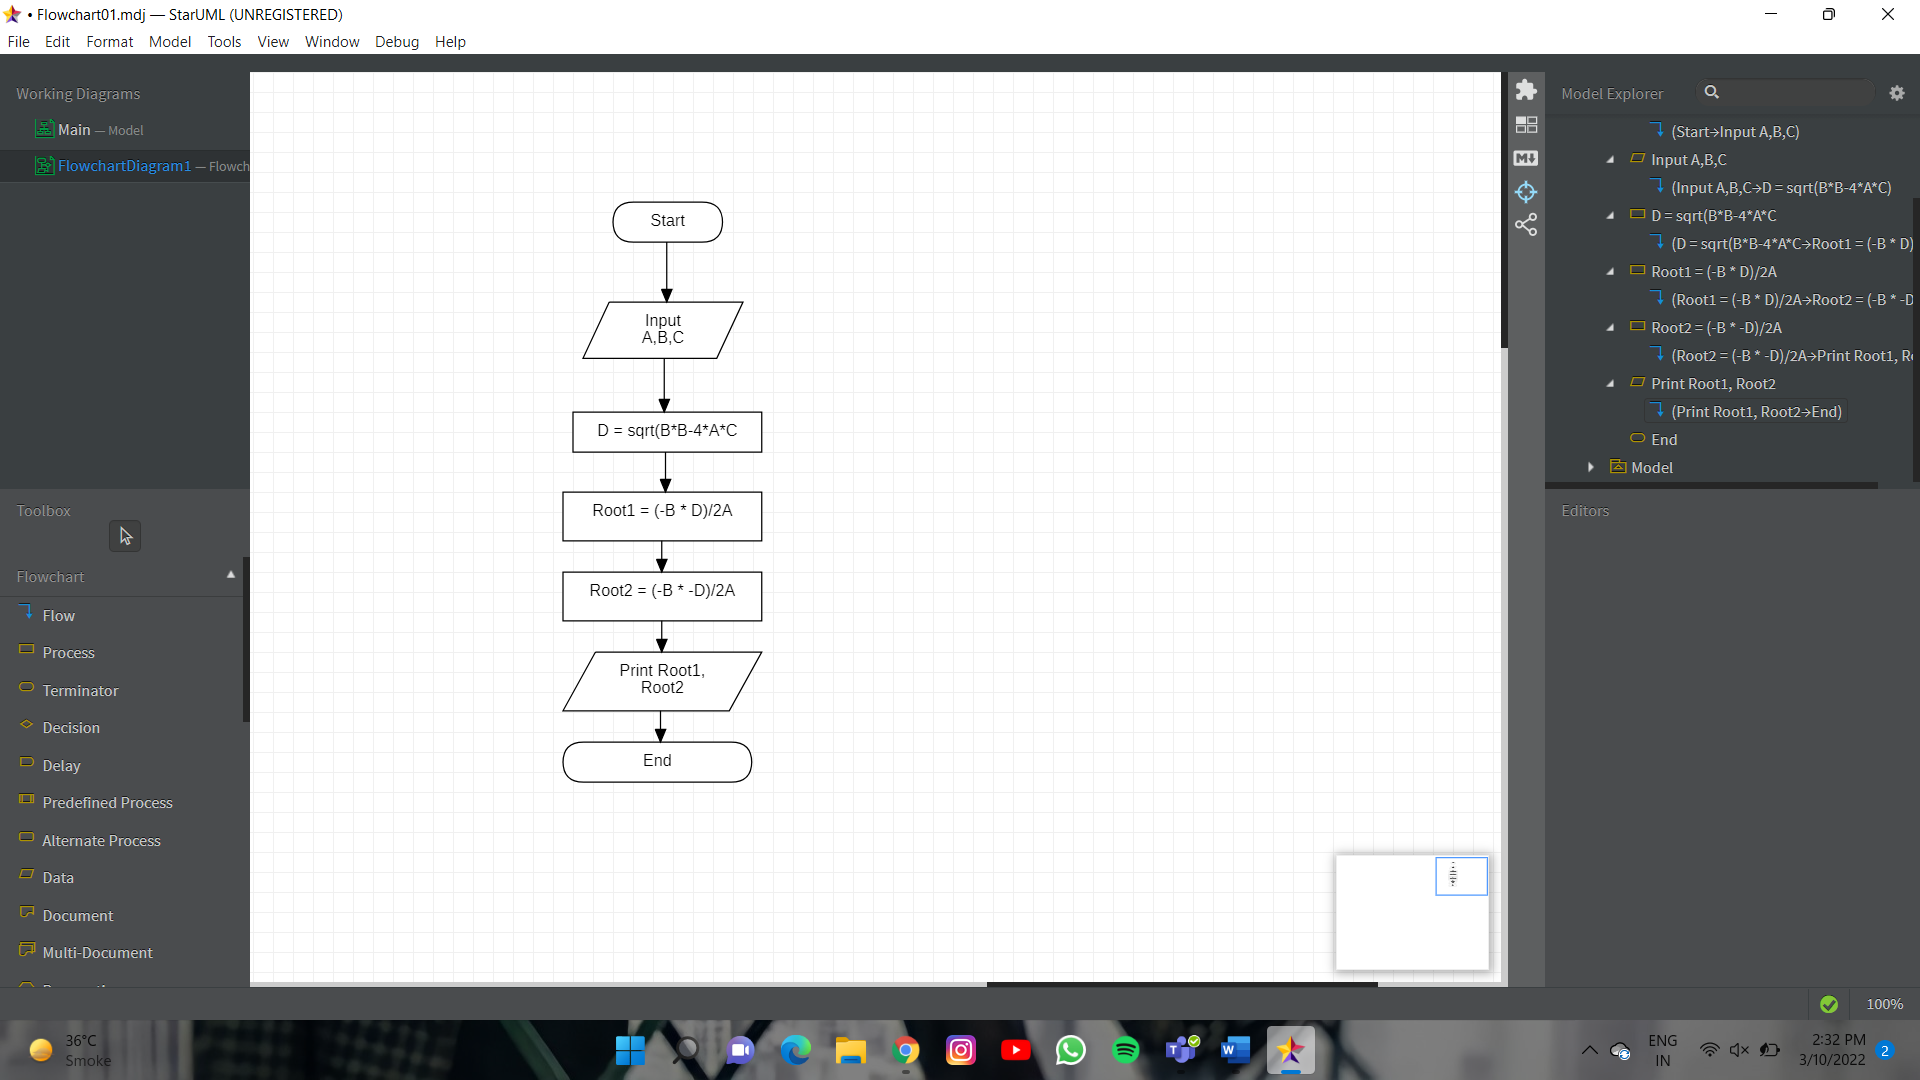 • Flowchart01.mdj — StarUML (UNREGISTERED)
File Edit Format Model Tools View Window Debug Help
Working Diagrams
Main — Model
FlowchartDiagram1 — Flowch
Toolbox
Flowchart
Flow
Process
Terminator
Decision
Delay
Predefined Process
Alternate Process
Data
Document
Multi-Document
Start
Input
A,B,C
D = sqrt(B*B-4*A*C
Root1 = (-B * D)/2A
Root2 = (-B * -D)/2A
Print Root1,
Root2
End
M
Model Explorer
(Start→Input A,B,C)
Input A,B,C
(Input A,B,C→D = sqrt(B*B-4*A*C)
D = sqrt(B*B-4*A*C
(D = sqrt(B*B-4*A*C→Root1 = (-B * D)
Root1 = (-B * D)/2A
(Root1 = (-B * D)/2A→Root2 = (-B * -D
Root2 = (-B * -D)/2A
(Root2 = (-B * -D)/2A→Print Root1, R
Print Root1, Root2
(Print Root1, Root2→End)
End
Model
Editors
100%
36°C
Smoke
T
W
ENG
IN
2:32 PM
3/10/2022
2